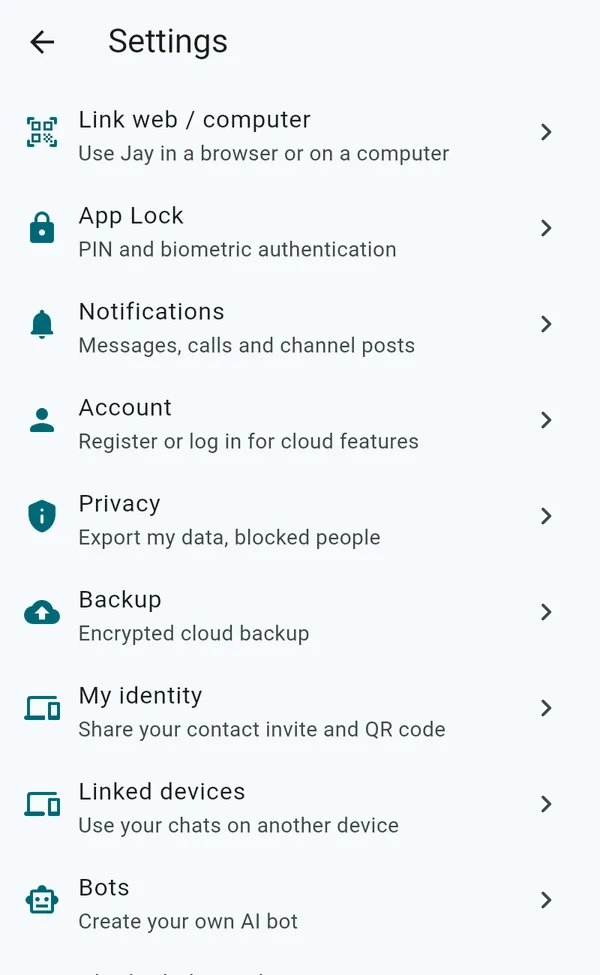 Settings
Link web / computer
Use Jay in a browser or on a computer
App Lock
PIN and biometric authentication
Notifications
Messages, calls and channel posts
Account
Register or log in for cloud features
Privacy
Export my data, blocked people
Backup
Encrypted cloud backup
My identity
Share your contact invite and QR code
Linked devices
Use your chats on another device
Bots
Create your own AI bot